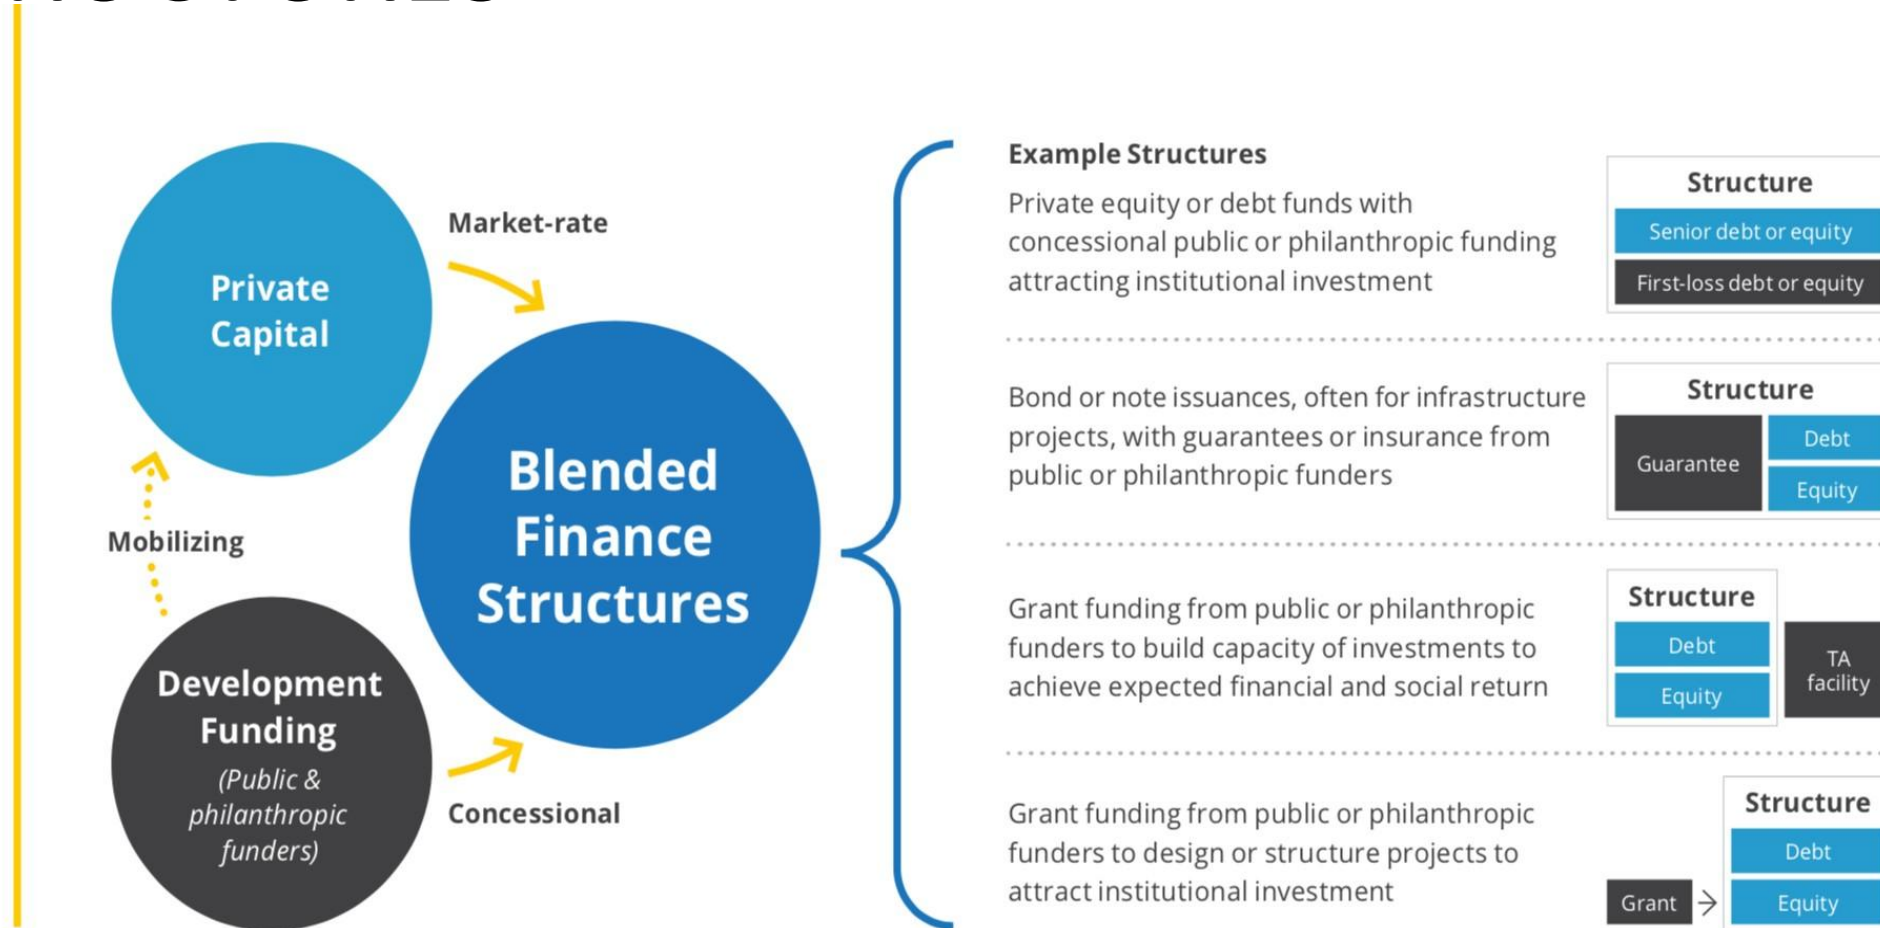 Private
Capital
Market-rate
Blended
Finance
Structures
Mobilizing
Development
Funding
(Public &
philanthropic
funders)
Concessional
Example Structures
Private equity or debt funds with
concessional public or philanthropic funding
attracting institutional investment
Structure
Senior debt or equity
First-loss debt or equity
Bond or note issuances, often for infrastructure
projects, with guarantees or insurance from
public or philanthropic funders
Structure
Guarantee
Debt
Equity
Grant funding from public or philanthropic
funders to build capacity of investments to
achieve expected financial and social return
Structure
Debt
Equity
TA
facility
Grant funding from public or philanthropic
funders to design or structure projects to
attract institutional investment
Grant
Structure
Debt
Equity